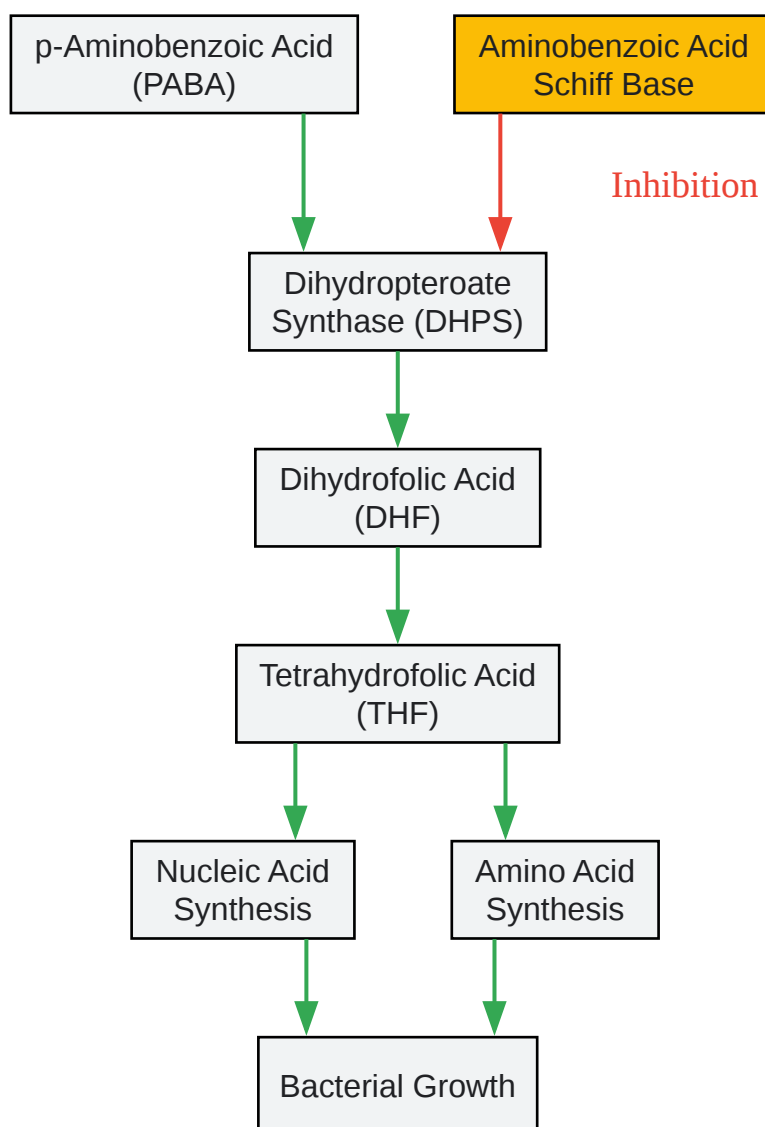 p-Aminobenzoic Acid
(PABA)
Aminobenzoic Acid
Schiff Base
Inhibition
Dihydropteroate
Synthase (DHPS)
Dihydrofolic Acid
(DHF)
Tetrahydrofolic Acid
(THF)
Nucleic Acid
Synthesis
Amino Acid
Synthesis
Bacterial Growth